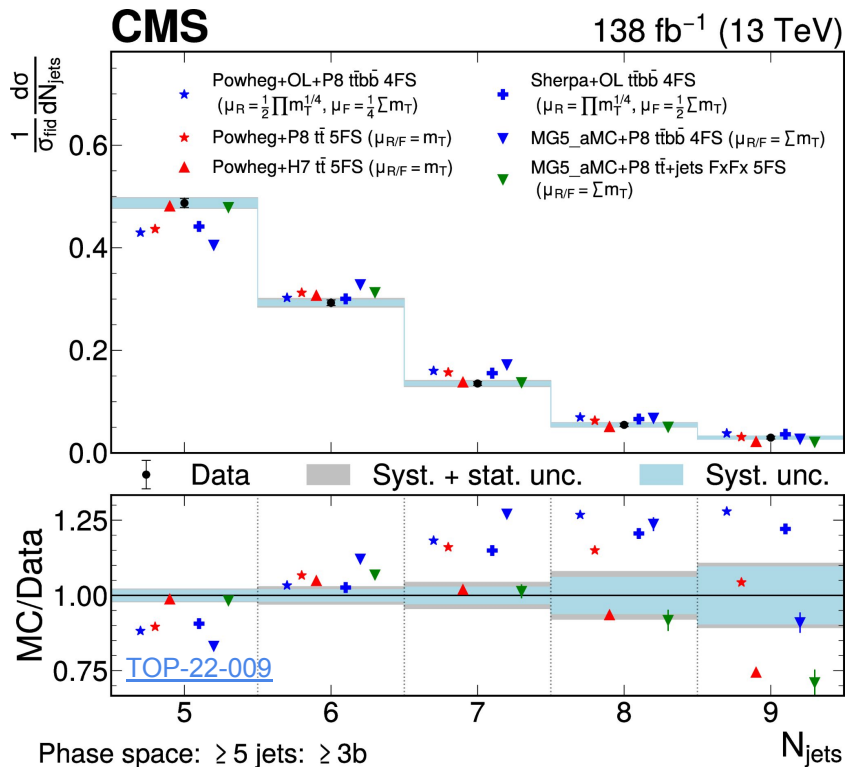 CMS 138 fb⁻¹ (13 TeV)
1/σ_fid dσ/dN_jets
Powheg+OL+P8 tt̄bb̄ 4FS
(μ_R = ½∏m_T^{1/4}, μ_F = ¼Σm_T)
Powheg+P8 tt̄ 5FS (μ_R/F = m_T)
Powheg+H7 tt̄ 5FS (μ_R/F = m_T)
Sherpa+OL tt̄bb̄ 4FS
(μ_R = ∏m_T^{1/4}, μ_F = ½Σm_T)
MG5_aMC+P8 tt̄bb̄ 4FS (μ_R/F = Σm_T)
MG5_aMC+P8 tt̄+jets FxFx 5FS
(μ_R/F = Σm_T)
0.6
0.4
0.2
0.0
Data Syst. + stat. unc. Syst. unc.
MC/Data
1.25
1.00
0.75
TOP-22-009
5 6 7 8 9
N_jets
Phase space: ≥ 5 jets: ≥ 3b